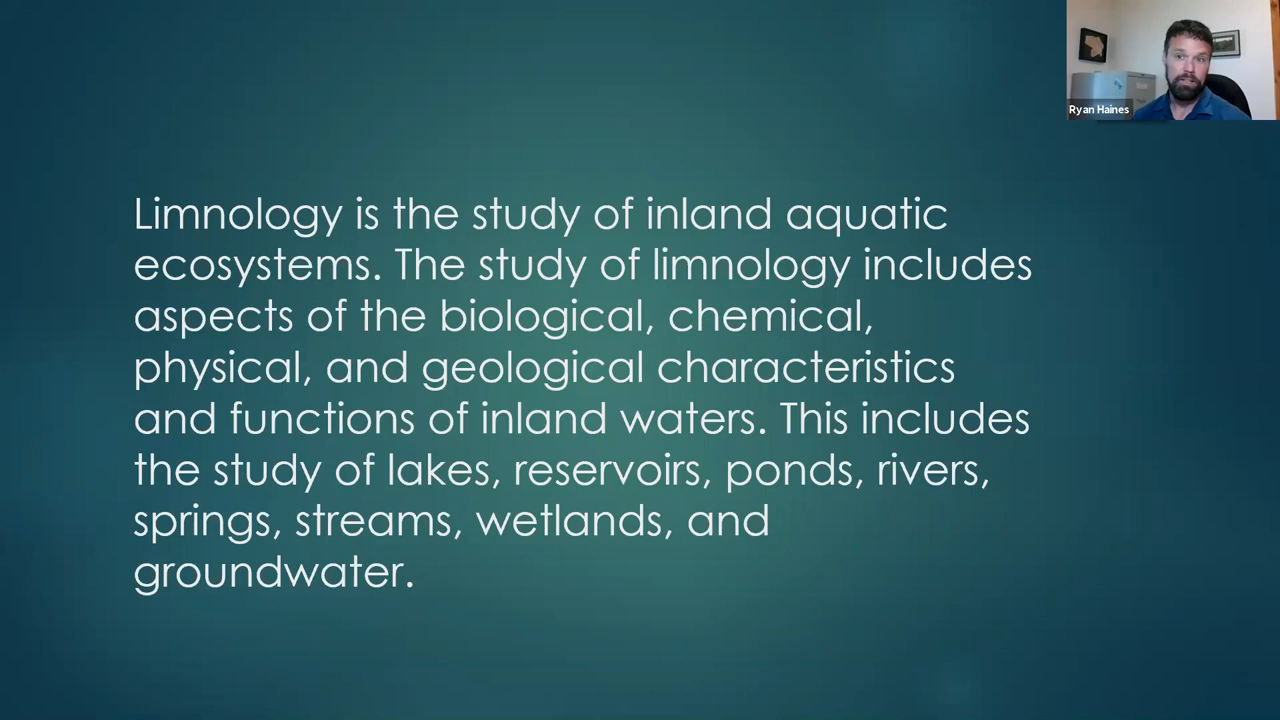 Ryan Haines
Limnology is the study of inland aquatic
ecosystems. The study of limnology includes
aspects of the biological, chemical,
physical, and geological characteristics
and functions of inland waters. This includes
the study of lakes, reservoirs, ponds, rivers,
springs, streams, wetlands, and
groundwater.